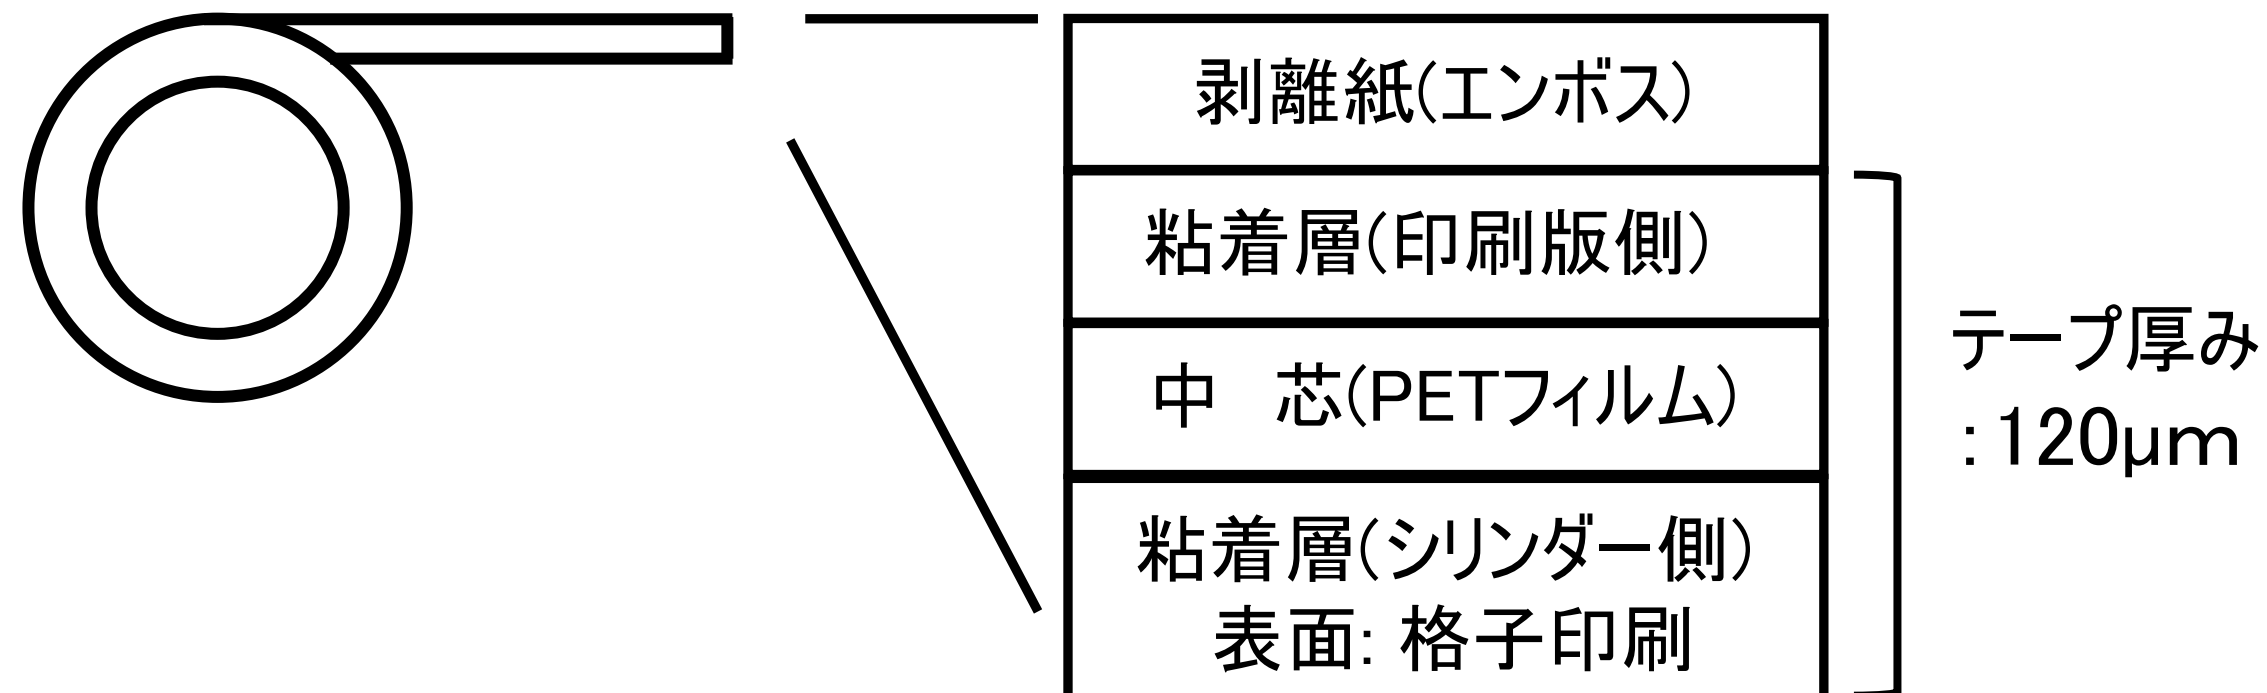 剥離紙(エンボス)
粘着層(印刷版側)
中　芯(PETフィルム)
粘着層(シリンダー側)
表面: 格子印刷
テープ厚み
: 120μm